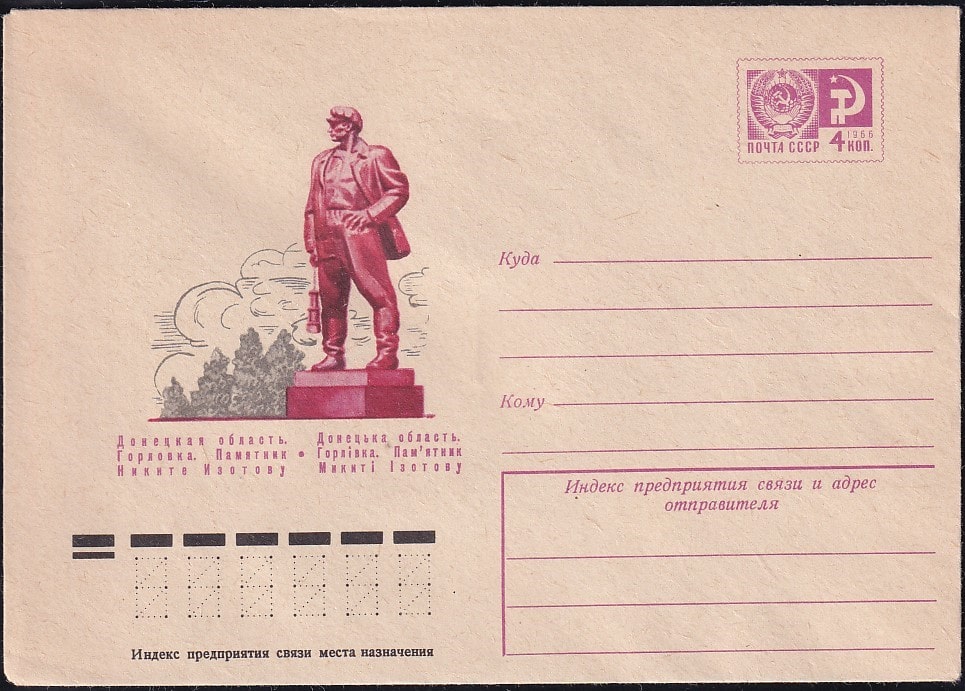 1966
ПОЧТА СССР 4 КОП.
Куда
Кому
Донецкая область.
Горловка. Памятник
Никите Изотову
•
Донецька область.
Горлівка. Пам'ятник
Микиті Ізотову
Индекс предприятия связи и адрес
отправителя
Индекс предприятия связи места назначения